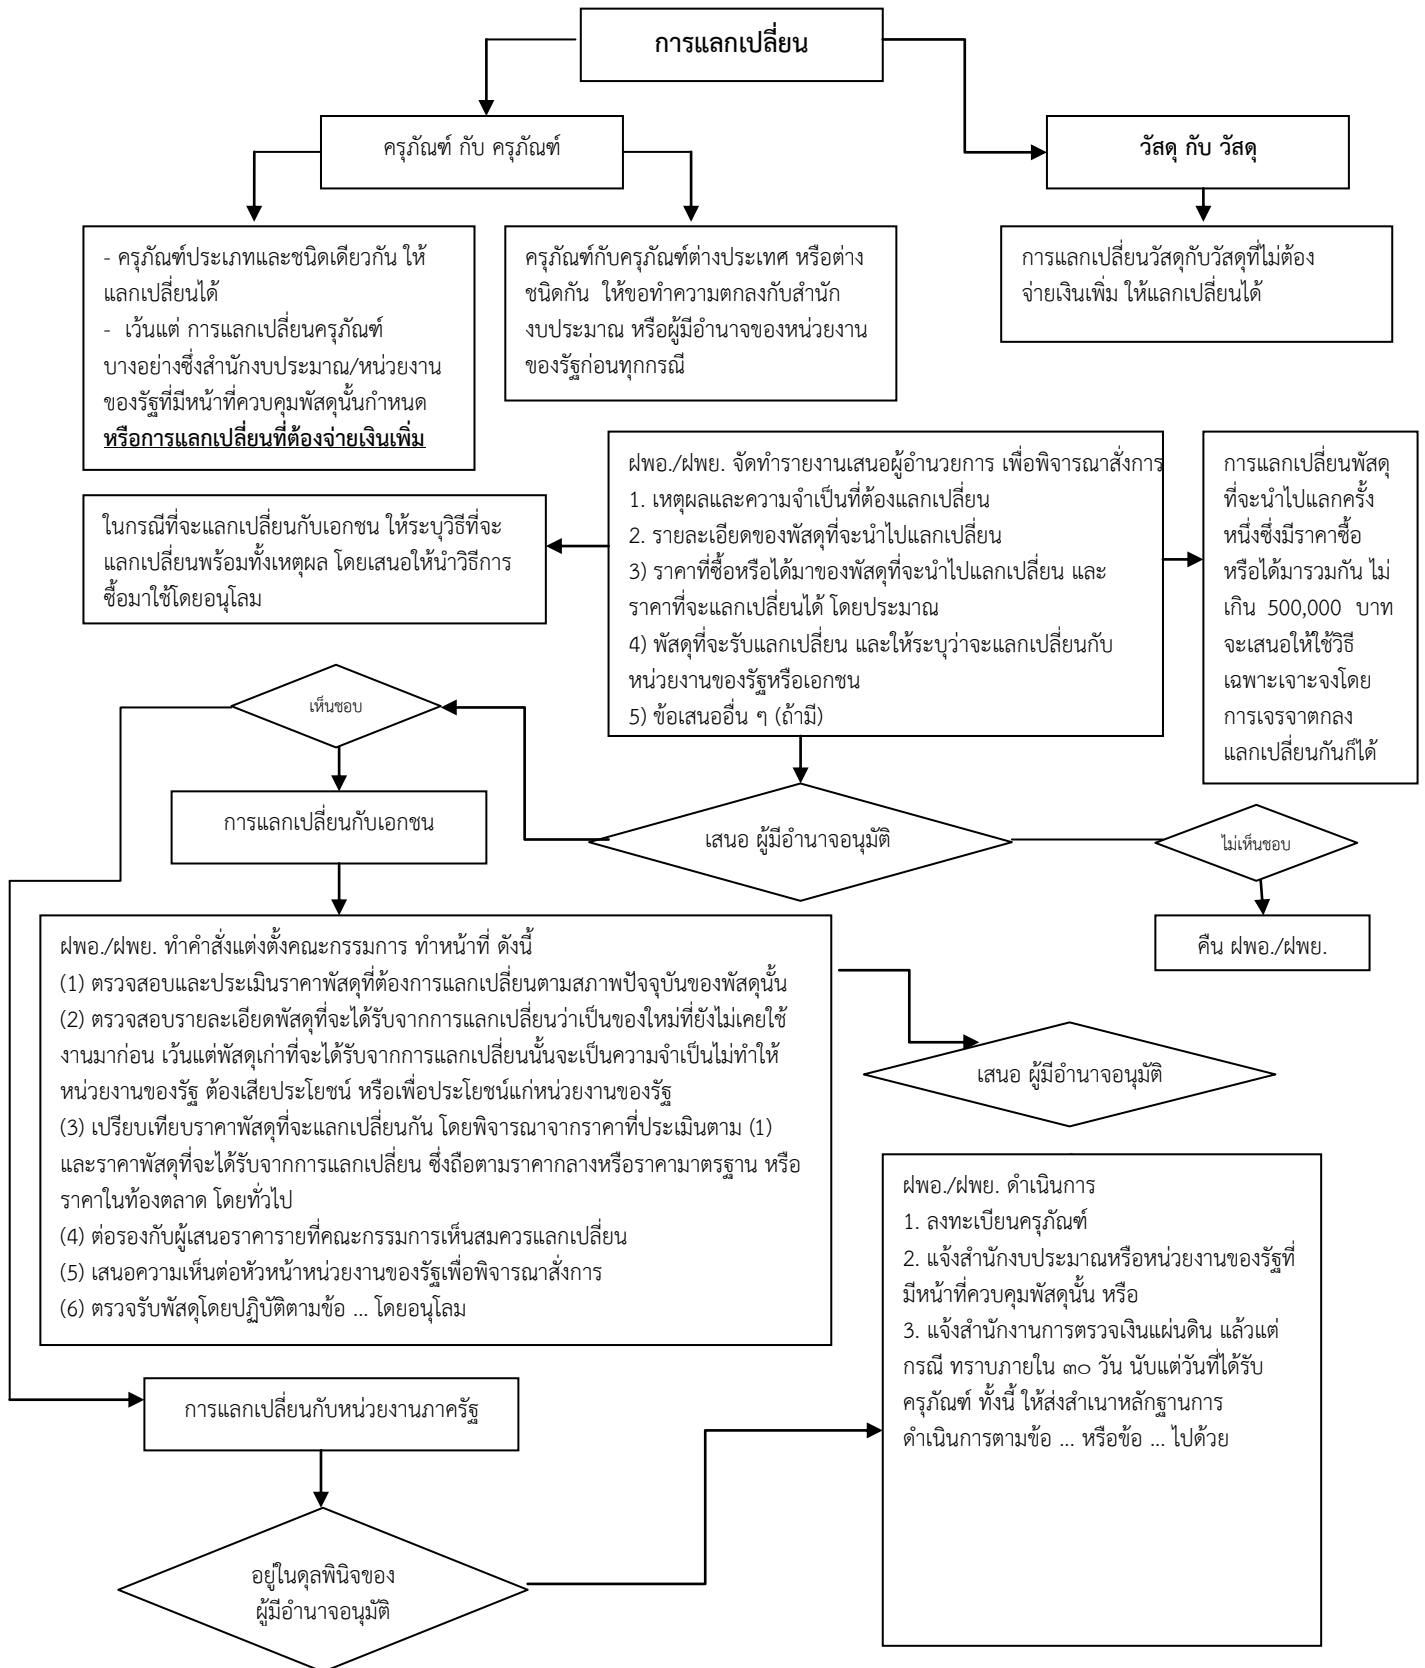 การแลกเปลี่ยน
ครุภัณฑ์ กับ ครุภัณฑ์
วัสดุ กับ วัสดุ
- ครุภัณฑ์ประเภทและชนิดเดียวกัน ให้
แลกเปลี่ยนได้
- เว้นแต่ การแลกเปลี่ยนครุภัณฑ์
บางอย่างซึ่งสำนักงบประมาณ/หน่วยงาน
ของรัฐที่มีหน้าที่ควบคุมพัสดุนั้นกำหนด
หรือการแลกเปลี่ยนที่ต้องจ่ายเงินเพิ่ม
ครุภัณฑ์กับครุภัณฑ์ต่างประเทศ หรือต่าง
ชนิดกัน ให้ขอทำความตกลงกับสำนัก
งบประมาณ หรือผู้มีอำนาจของหน่วยงาน
ของรัฐก่อนทุกกรณี
การแลกเปลี่ยนวัสดุกับวัสดุที่ไม่ต้อง
จ่ายเงินเพิ่ม ให้แลกเปลี่ยนได้
ฝพอ./ฝพย. จัดทำรายงานเสนอผู้อำนวยการ เพื่อพิจารณาสั่งการ
1. เหตุผลและความจำเป็นที่ต้องแลกเปลี่ยน
2. รายละเอียดของพัสดุที่จะนำไปแลกเปลี่ยน
3) ราคาที่ซื้อหรือได้มาของพัสดุที่จะนำไปแลกเปลี่ยน และ
ราคาที่จะแลกเปลี่ยนได้ โดยประมาณ
4) พัสดุที่จะรับแลกเปลี่ยน และให้ระบุว่าจะแลกเปลี่ยนกับ
หน่วยงานของรัฐหรือเอกชน
5) ข้อเสนออื่น ๆ (ถ้ามี)
การแลกเปลี่ยนพัสดุ
ที่จะนำไปแลกครั้ง
หนึ่งซึ่งมีราคาซื้อ
หรือได้มารวมกัน ไม่
เกิน 500,000 บาท
จะเสนอให้ใช้วิธี
เฉพาะเจาะจงโดย
การเจรจาตกลง
แลกเปลี่ยนกันก็ได้
ในกรณีที่จะแลกเปลี่ยนกับเอกชน ให้ระบุวิธีที่จะ
แลกเปลี่ยนพร้อมทั้งเหตุผล โดยเสนอให้นำวิธีการ
ซื้อมาใช้โดยอนุโลม
เห็นชอบ
การแลกเปลี่ยนกับเอกชน
เสนอ ผู้มีอำนาจอนุมัติ
ไม่เห็นชอบ
คืน ฝพอ./ฝพย.
ฝพอ./ฝพย. ทำคำสั่งแต่งตั้งคณะกรรมการ ทำหน้าที่ ดังนี้
(1) ตรวจสอบและประเมินราคาพัสดุที่ต้องการแลกเปลี่ยนตามสภาพปัจจุบันของพัสดุนั้น
(2) ตรวจสอบรายละเอียดพัสดุที่จะได้รับจากการแลกเปลี่ยนว่าเป็นของใหม่ที่ยังไม่เคยใช้
งานมาก่อน เว้นแต่พัสดุเก่าที่จะได้รับจากการแลกเปลี่ยนนั้นจะเป็นความจำเป็นไม่ทำให้
หน่วยงานของรัฐ ต้องเสียประโยชน์ หรือเพื่อประโยชน์แก่หน่วยงานของรัฐ
(3) เปรียบเทียบราคาพัสดุที่จะแลกเปลี่ยนกัน โดยพิจารณาจากราคาที่ประเมินตาม (1)
และราคาพัสดุที่จะได้รับจากการแลกเปลี่ยน ซึ่งถือตามราคากลางหรือราคามาตรฐาน หรือ
ราคาในท้องตลาด โดยทั่วไป
(4) ต่อรองกับผู้เสนอราคารายที่คณะกรรมการเห็นสมควรแลกเปลี่ยน
(5) เสนอความเห็นต่อหัวหน้าหน่วยงานของรัฐเพื่อพิจารณาสั่งการ
(6) ตรวจรับพัสดุโดยปฏิบัติตามข้อ ... โดยอนุโลม
เสนอ ผู้มีอำนาจอนุมัติ
ฝพอ./ฝพย. ดำเนินการ
1. ลงทะเบียนครุภัณฑ์
2. แจ้งสำนักงบประมาณหรือหน่วยงานของรัฐที่
มีหน้าที่ควบคุมพัสดุนั้น หรือ
3. แจ้งสำนักงานการตรวจเงินแผ่นดิน แล้วแต่
กรณี ทราบภายใน ๓๐ วัน นับแต่วันที่ได้รับ
ครุภัณฑ์ ทั้งนี้ ให้ส่งสำเนาหลักฐานการ
ดำเนินการตามข้อ ... หรือข้อ ... ไปด้วย
การแลกเปลี่ยนกับหน่วยงานภาครัฐ
อยู่ในดุลพินิจของ
ผู้มีอำนาจอนุมัติ